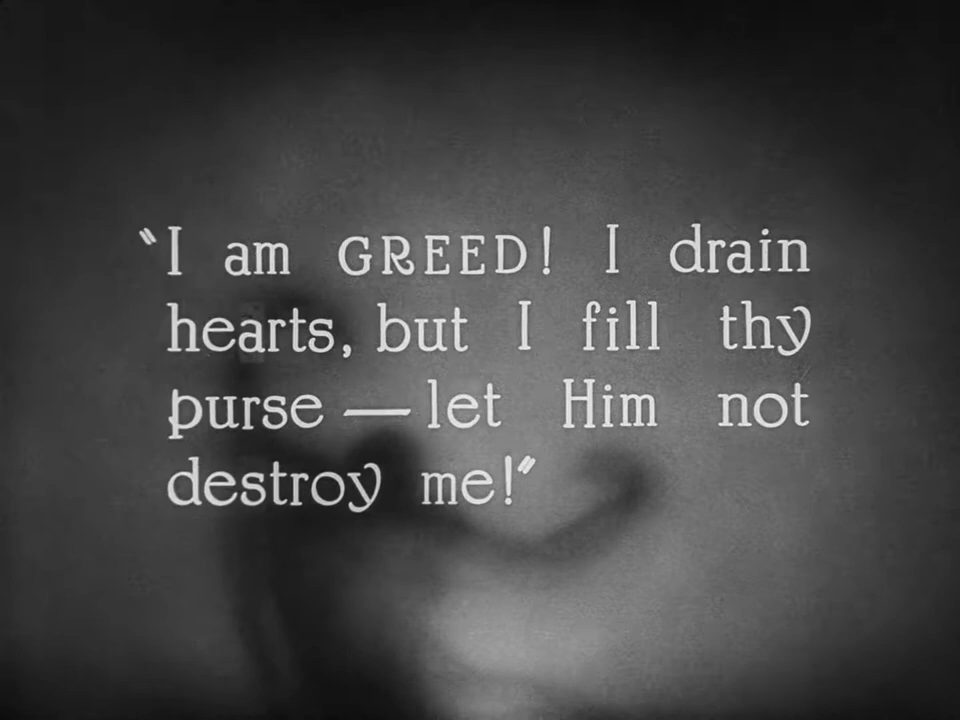 "I am GREED! I drain
hearts, but I fill thy
purse — let Him not
destroy me!"